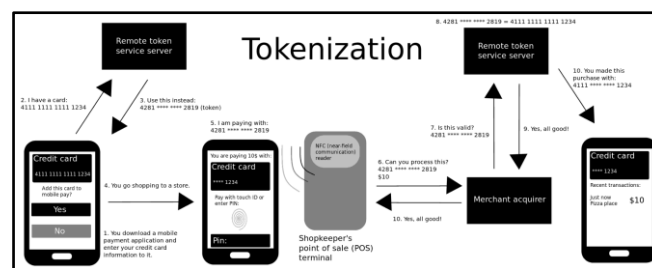 8. 4281 **** **** 2819 = 4111 1111 1111 1234
Remote token
service server
Tokenization
Remote token
service server
2. I have a card:
4111 1111 1111 1234
3. Use this instead:
4281 **** **** 2819 (token)
5. I am paying with:
4281 **** **** 2819
7. Is this valid?
4281 **** **** 2819
9. Yes, all good!
10. You made this
purchase with:
4111 **** **** 1234
Credit card
4111 1111 1111 1234
Add this card to
mobile pay?
Yes
No
4. You go shopping to a store.
1. You download a mobile
payment application and
enter your credit card
information to it.
You are paying 10$ with:
Credit card
**** 1234
Pay with touch ID or
enter PIN:
Pin:
NFC (near-field
communication)
reader
Shopkeeper's
point of sale (POS)
terminal
6. Can you process this?
4281 **** **** 2819
$10
10. Yes, all good!
Merchant acquirer
Credit card
**** 1234
Recent transactions:
Just now
Pizza place
$10